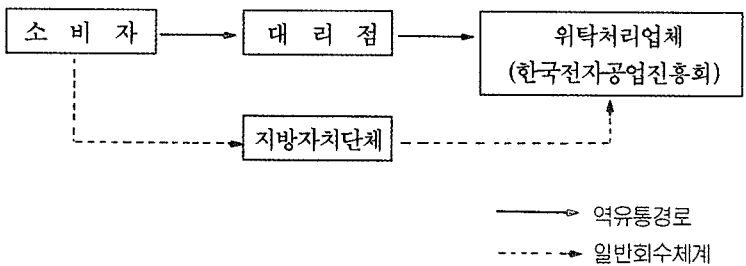 소 비 자
대 리 점
위탁처리업체
(한국전자공업진흥회)
지방자치단체
역유통경로
일반회수체계